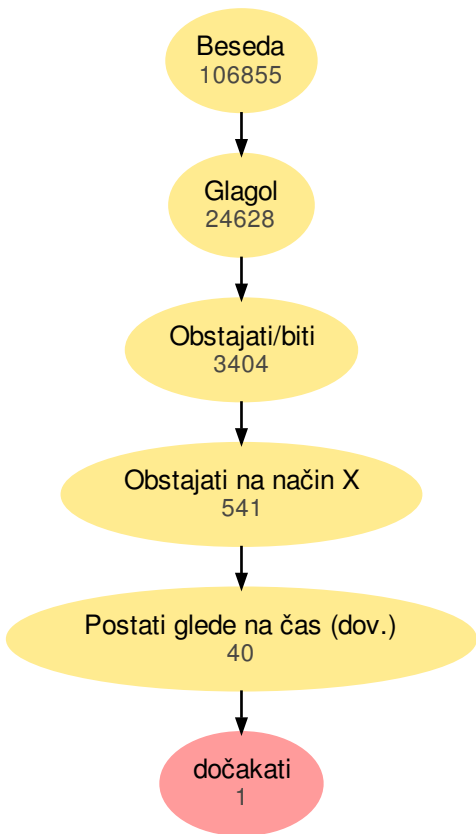 Beseda
106855
Glagol
24628
Obstajati/biti
3404
Obstajati na način X
541
Postati glede na čas (dov.)
40
dočakati
1